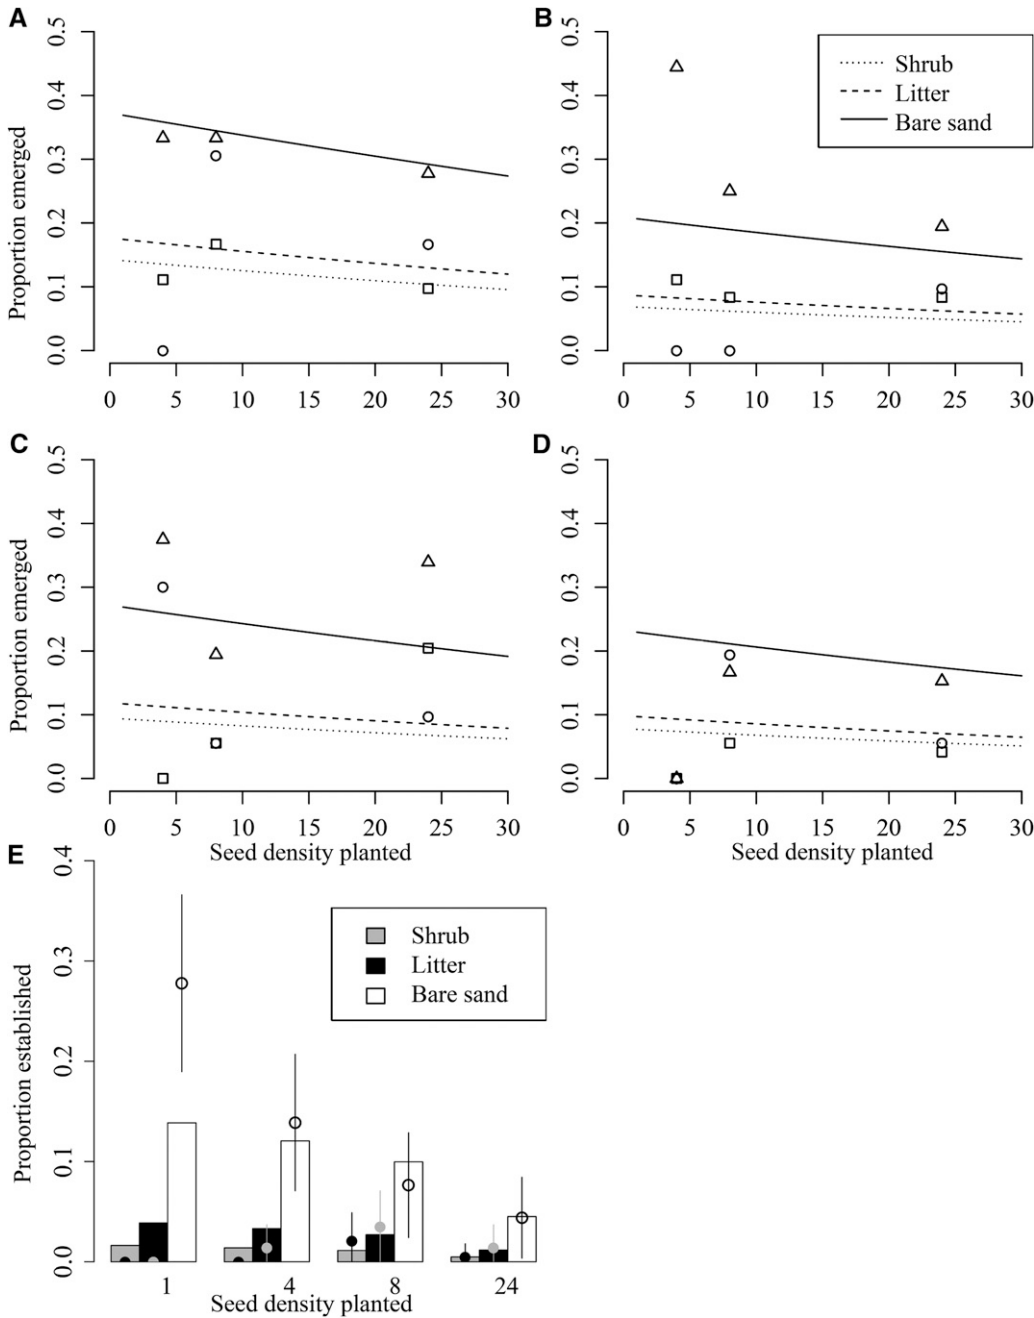 A
B
0.5
0.4
0.3
0.2
0.1
0.0
Proportion emerged
0 5 10 15 20 25 30
0.5
0.4
0.3
0.2
0.1
0.0
Shrub
Litter
Bare sand
0 5 10 15 20 25 30
C
D
0.5
0.4
0.3
0.2
0.1
0.0
Proportion emerged
0 5 10 15 20 25 30
Seed density planted
0.5
0.4
0.3
0.2
0.1
0.0
0 5 10 15 20 25 30
Seed density planted
E
0.4
0.3
0.2
0.1
0.0
Proportion established
Shrub
Litter
Bare sand
1 4 8 24
Seed density planted